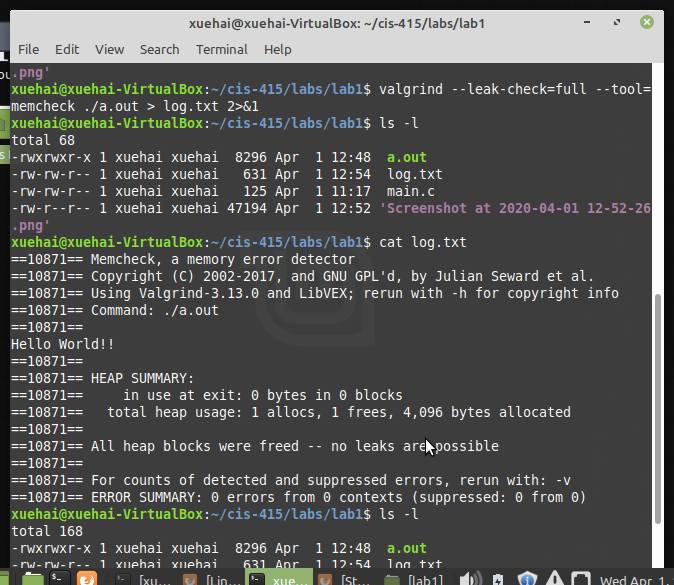 xuehai@xuehai-VirtualBox: ~/cis-415/labs/lab1
File Edit View Search Terminal Help
.png'
xuehai@xuehai-VirtualBox:~/cis-415/labs/lab1$ valgrind --leak-check=full --tool=
memcheck ./a.out > log.txt 2>&1
xuehai@xuehai-VirtualBox:~/cis-415/labs/lab1$ ls -l
total 68
-rwxrwxr-x 1 xuehai xuehai  8296 Apr  1 12:48  a.out
-rw-rw-r-- 1 xuehai xuehai   631 Apr  1 12:54  log.txt
-rw-rw-r-- 1 xuehai xuehai   125 Apr  1 11:17  main.c
-rw-r--r-- 1 xuehai xuehai 47194 Apr  1 12:52 'Screenshot at 2020-04-01 12-52-26
.png'
xuehai@xuehai-VirtualBox:~/cis-415/labs/lab1$ cat log.txt
==10871== Memcheck, a memory error detector
==10871== Copyright (C) 2002-2017, and GNU GPL'd, by Julian Seward et al.
==10871== Using Valgrind-3.13.0 and LibVEX; rerun with -h for copyright info
==10871== Command: ./a.out
==10871==
Hello World!!
==10871==
==10871== HEAP SUMMARY:
==10871==     in use at exit: 0 bytes in 0 blocks
==10871==   total heap usage: 1 allocs, 1 frees, 4,096 bytes allocated
==10871==
==10871== All heap blocks were freed -- no leaks are possible
==10871==
==10871== For counts of detected and suppressed errors, rerun with: -v
==10871== ERROR SUMMARY: 0 errors from 0 contexts (suppressed: 0 from 0)
xuehai@xuehai-VirtualBox:~/cis-415/labs/lab1$ ls -l
total 168
-rwxrwxr-x 1 xuehai xuehai  8296 Apr  1 12:48  a.out
-rw-rw-r-- 1 xuehai xuehai   631 Apr  1 12:54  log.txt
[xu... [Lin... xue... [St... [lab1] Wed Apr 1,